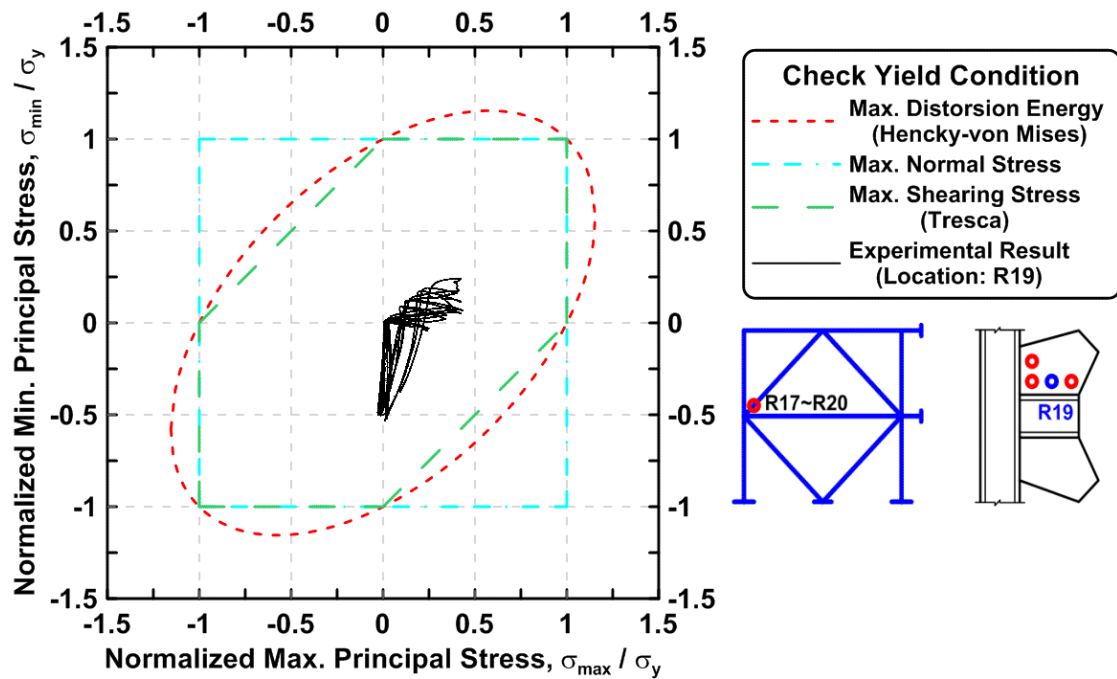 -1.5 -1 -0.5 0 0.5 1 1.5
1.5 1.5
1 1
0.5 0.5
0 0
-0.5 -0.5
-1 -1
-1.5 -1.5
-1.5 -1 -0.5 0 0.5 1 1.5
Normalized Min. Principal Stress, σmin / σy
Normalized Max. Principal Stress, σmax / σy
Check Yield Condition
Max. Distorsion Energy
(Hencky-von Mises)
Max. Normal Stress
Max. Shearing Stress
(Tresca)
Experimental Result
(Location: R19)
R17~R20
R19